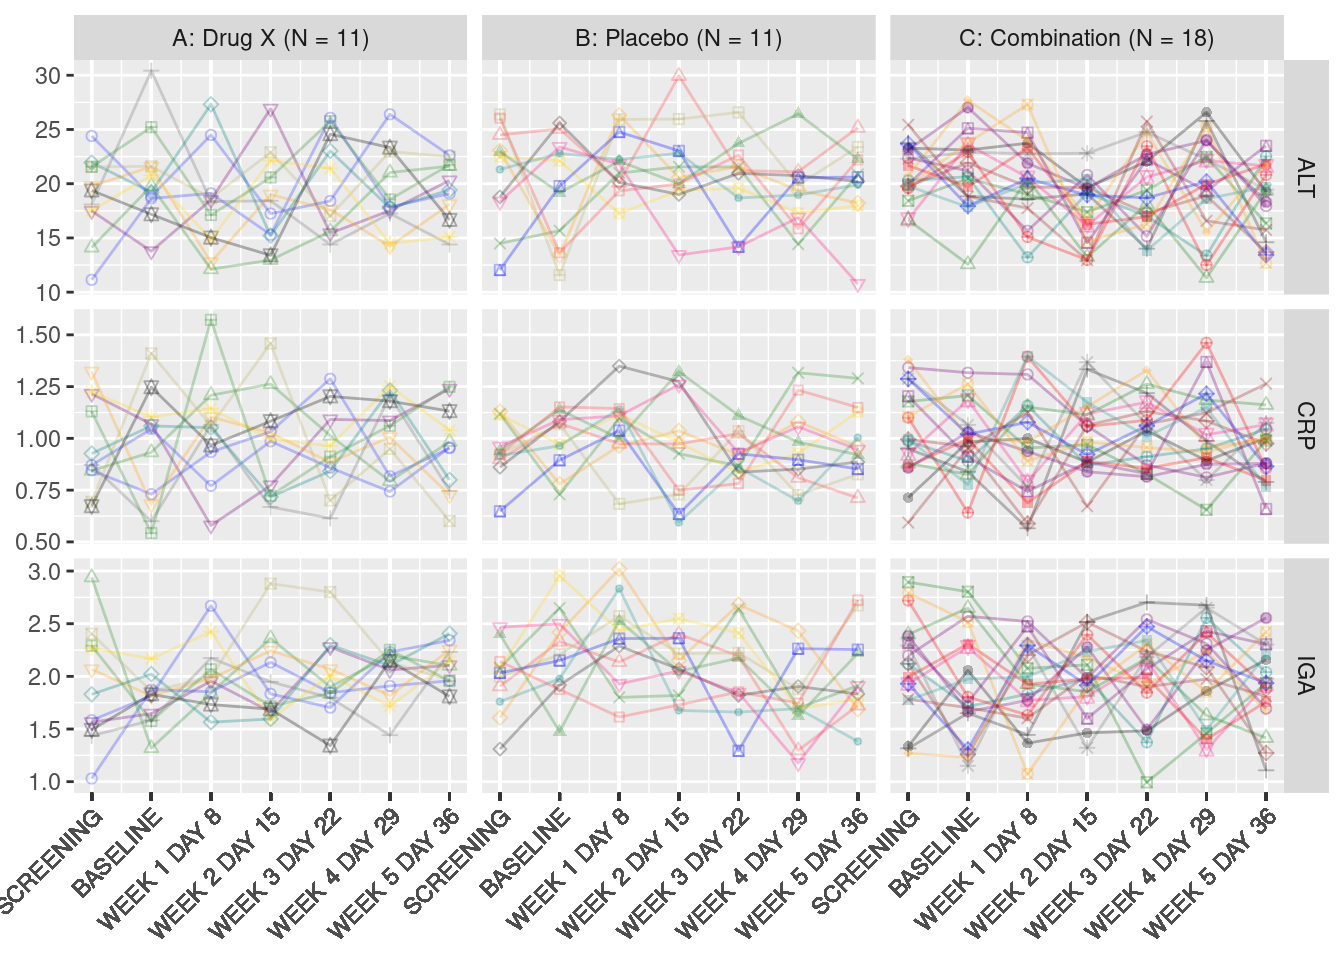 A: Drug X (N = 11)
B: Placebo (N = 11)
C: Combination (N = 18)
30
25
20
15
10
ALT
1.50
1.25
1.00
0.75
0.50
CRP
3.0
2.5
2.0
1.5
1.0
IGA
SCREENING
BASELINE
WEEK 1 DAY 8
WEEK 2 DAY 15
WEEK 3 DAY 22
WEEK 4 DAY 29
WEEK 5 DAY 36
SCREENING
BASELINE
WEEK 1 DAY 8
WEEK 2 DAY 15
WEEK 3 DAY 22
WEEK 4 DAY 29
WEEK 5 DAY 36
SCREENING
BASELINE
WEEK 1 DAY 8
WEEK 2 DAY 15
WEEK 3 DAY 22
WEEK 4 DAY 29
WEEK 5 DAY 36